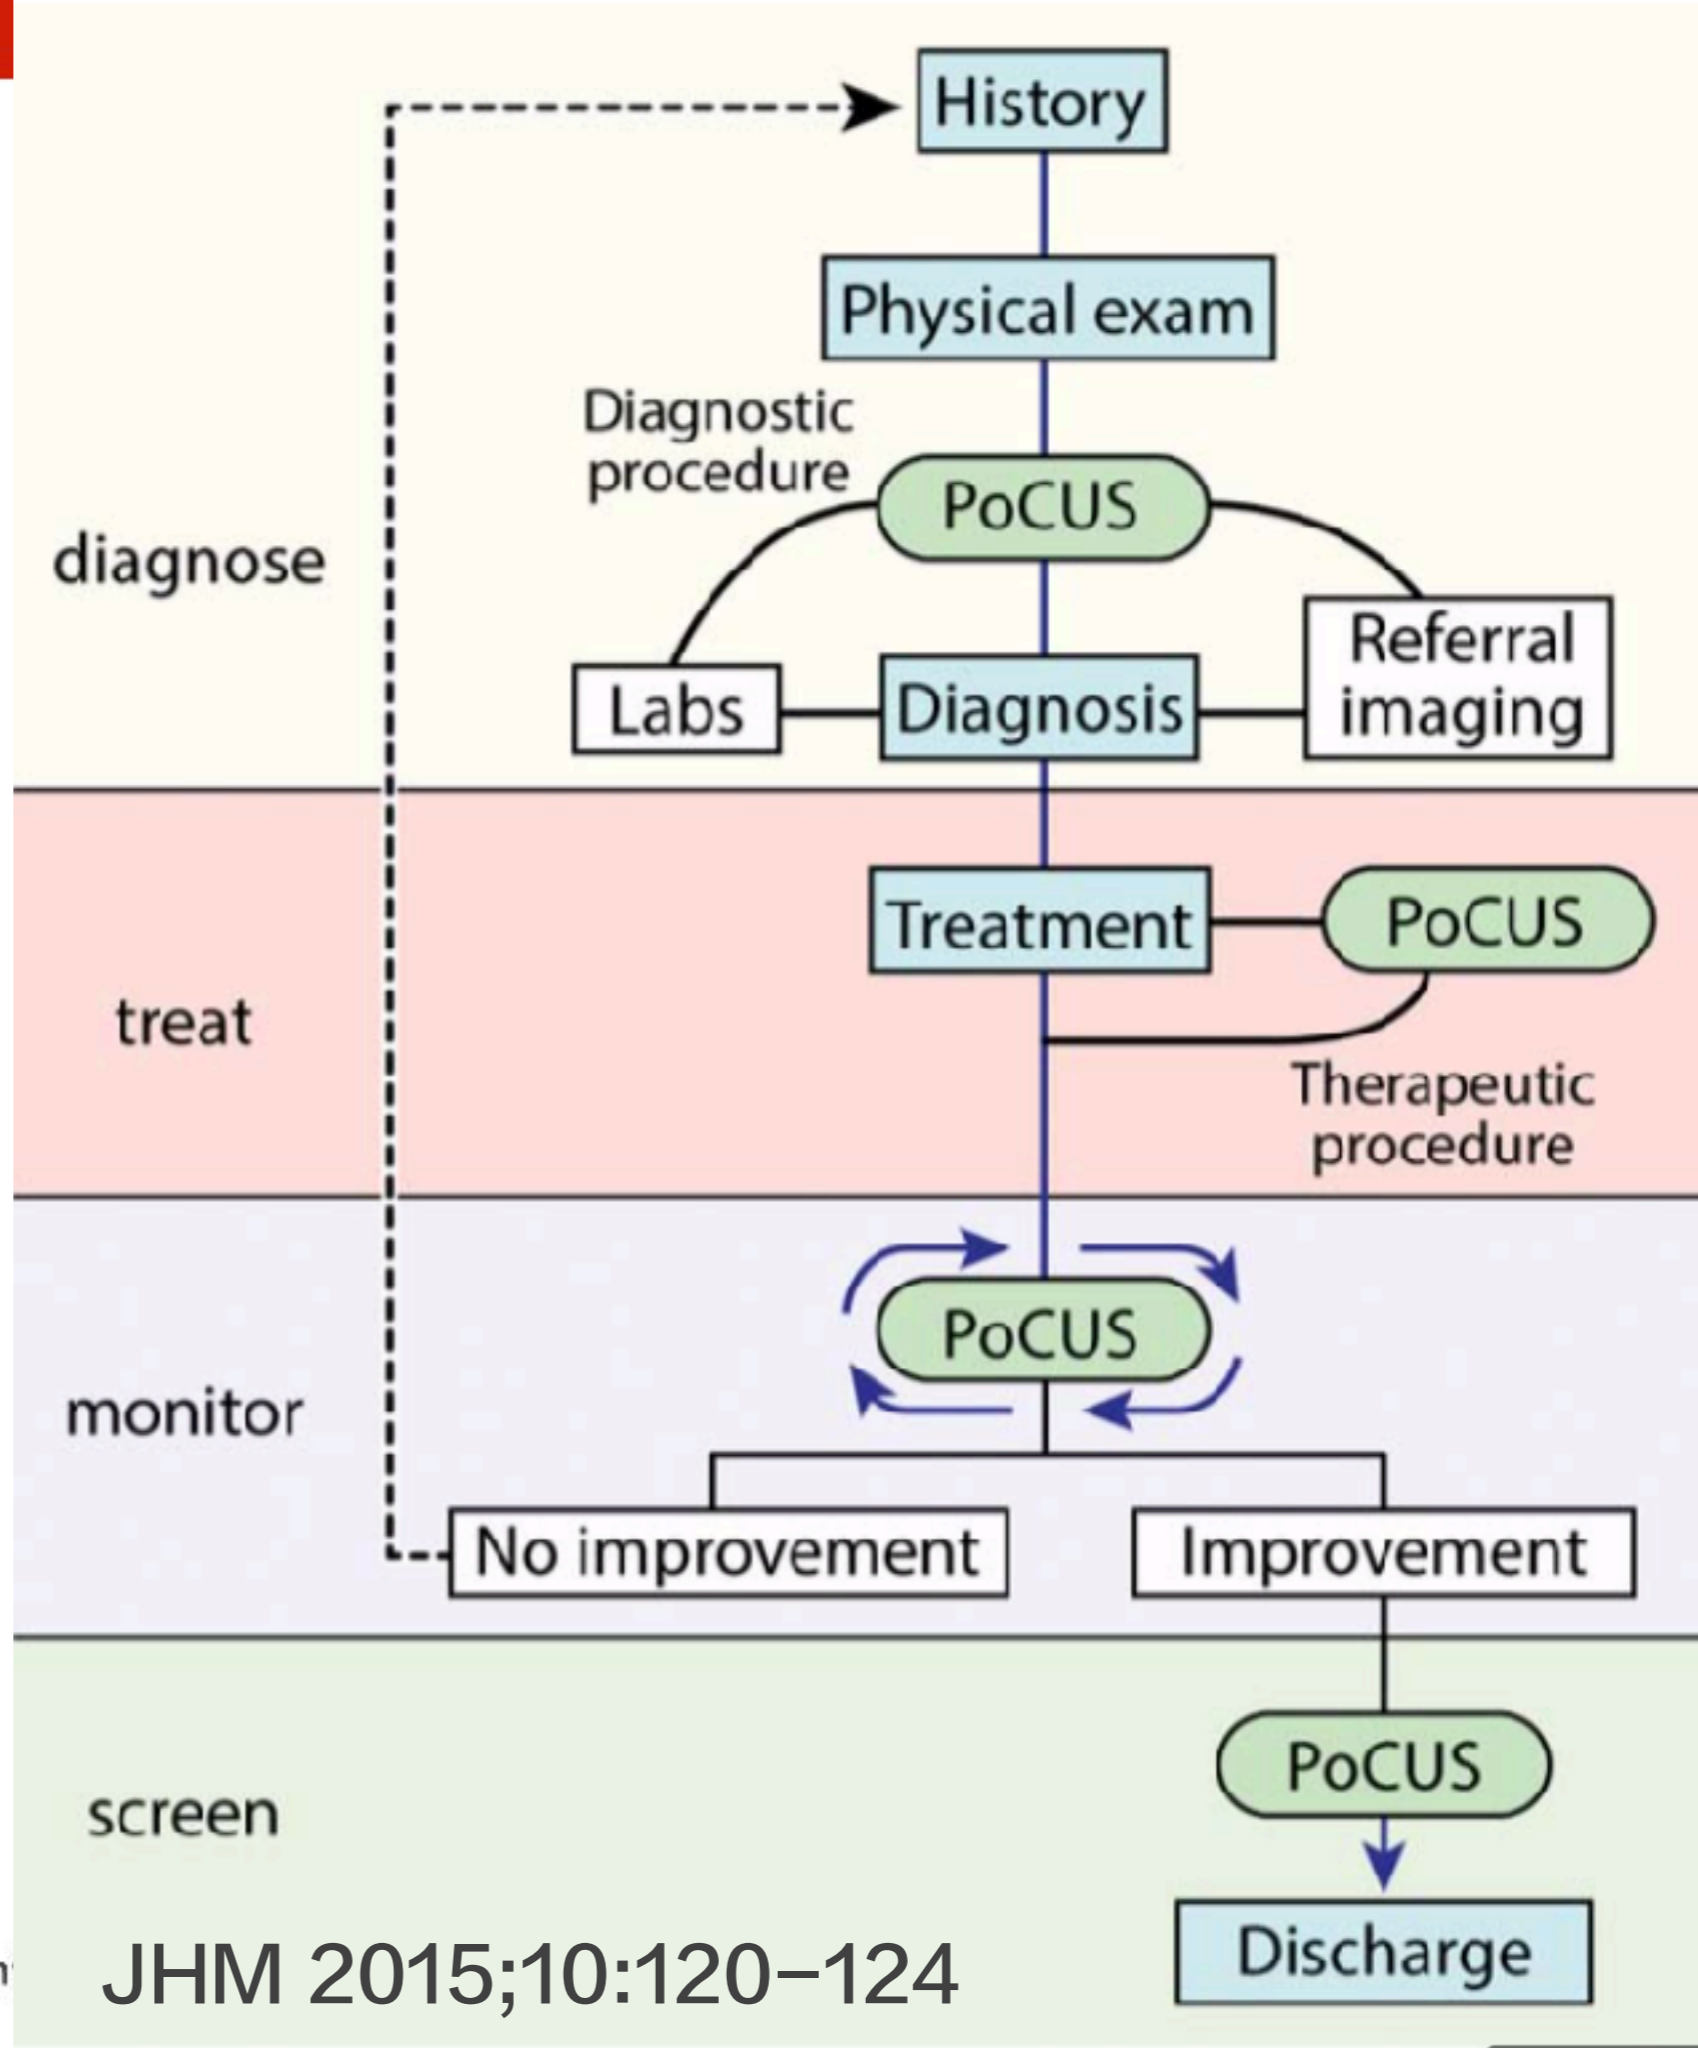 History
Physical exam
Diagnostic
procedure
PoCUS
diagnose
Labs
Diagnosis
Referral
imaging
Treatment
PoCUS
treat
Therapeutic
procedure
PoCUS
monitor
No improvement
Improvement
PoCUS
screen
Discharge
JHM 2015;10:120–124